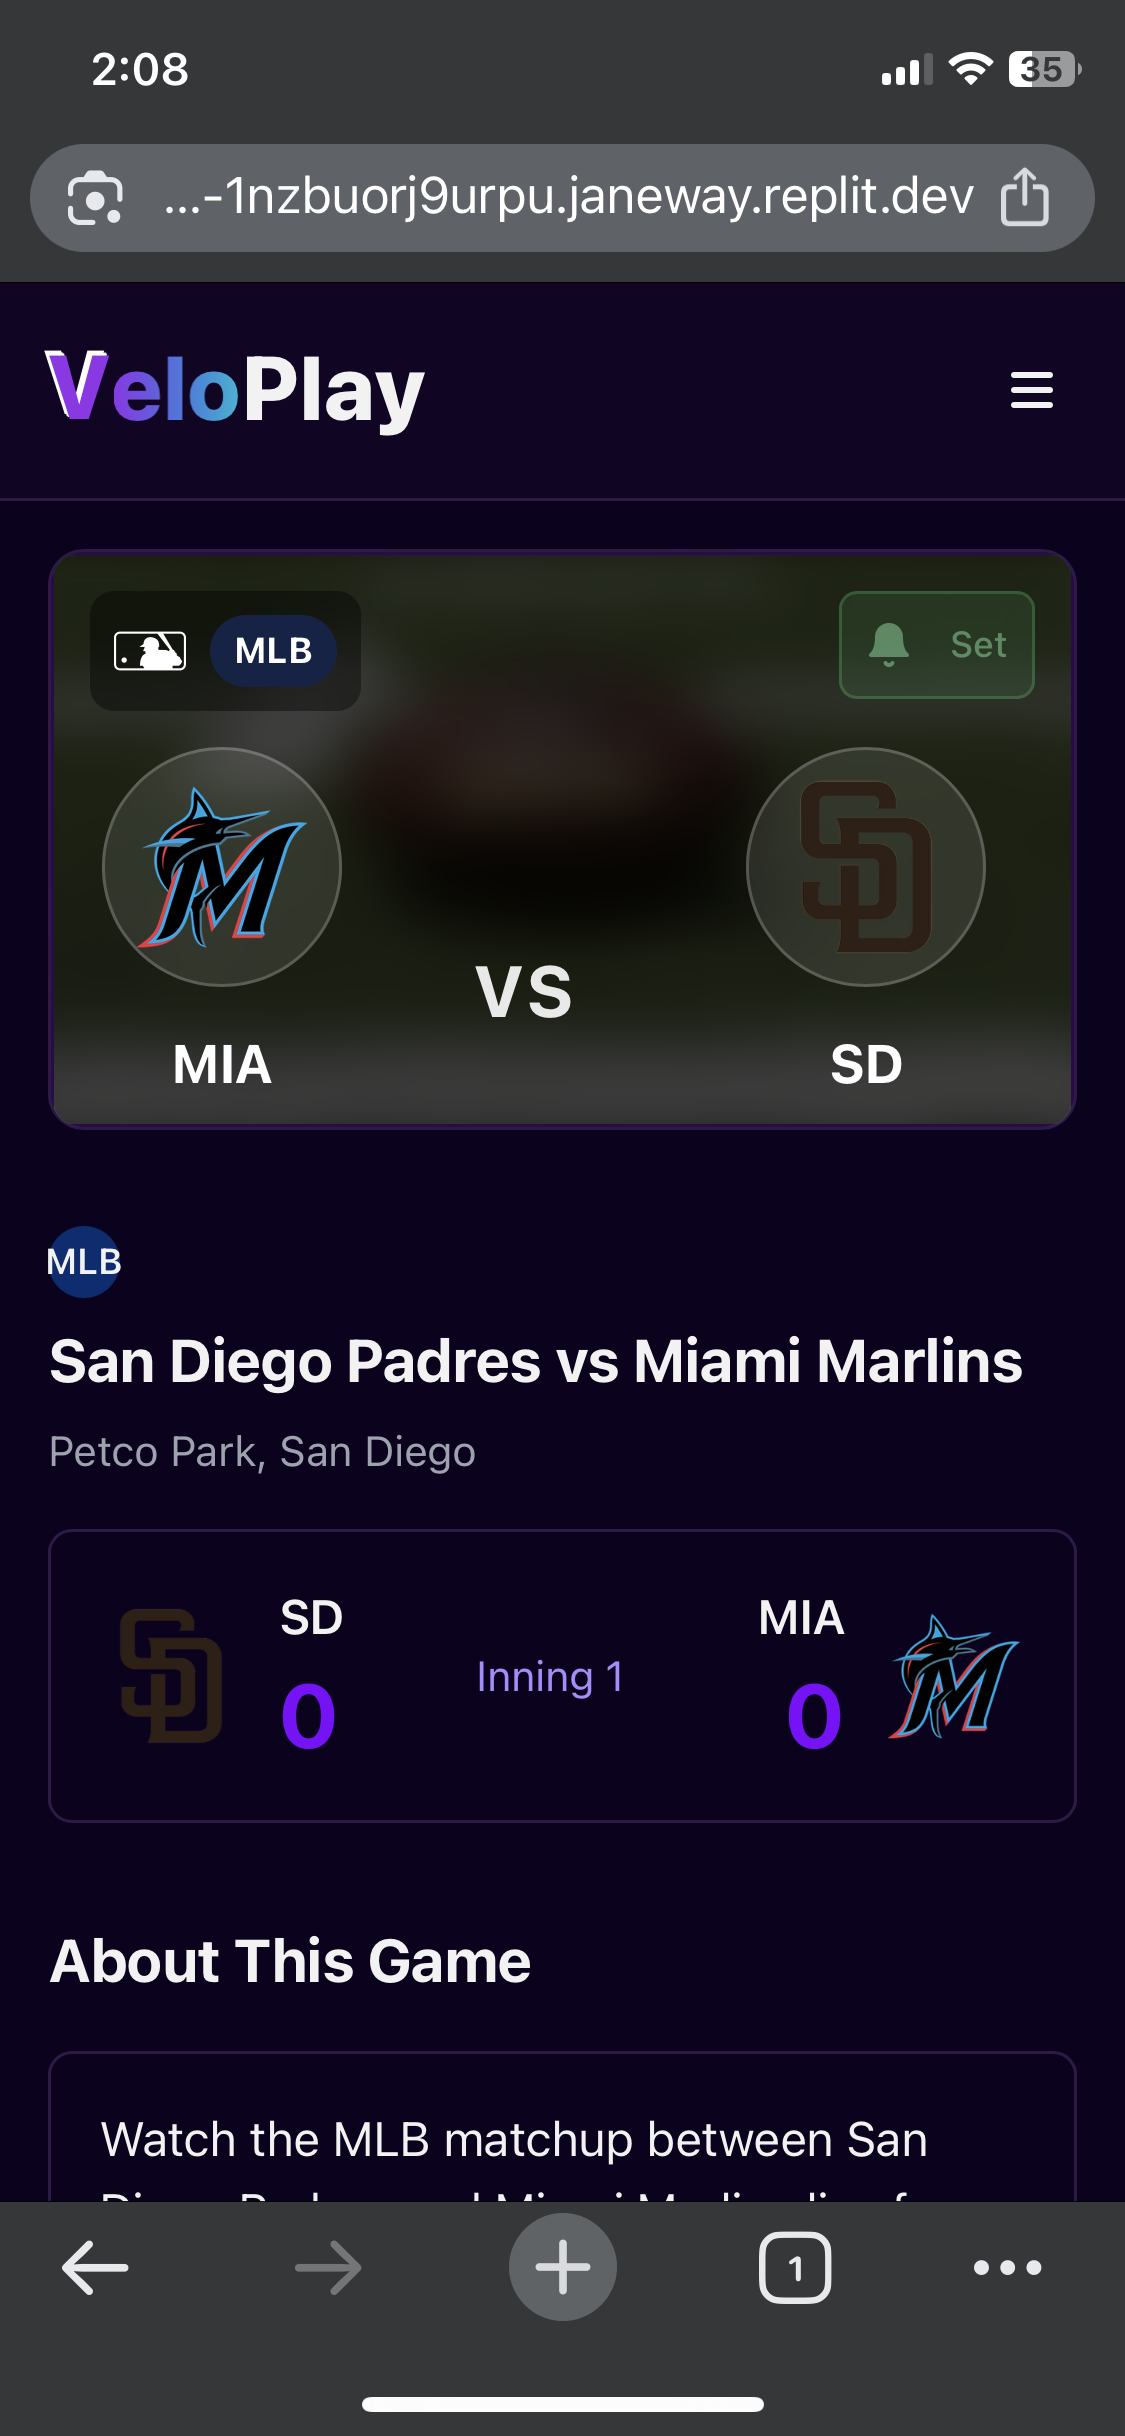 2:08
35
...-1nzbuorj9urpu.janeway.replit.dev
VeloPlay
MLB
Set
M
SD
VS
MIA
SD
MLB
San Diego Padres vs Miami Marlins
Petco Park, San Diego
SD
SD
0
Inning 1
MIA
0
M
About This Game
Watch the MLB matchup between San
1